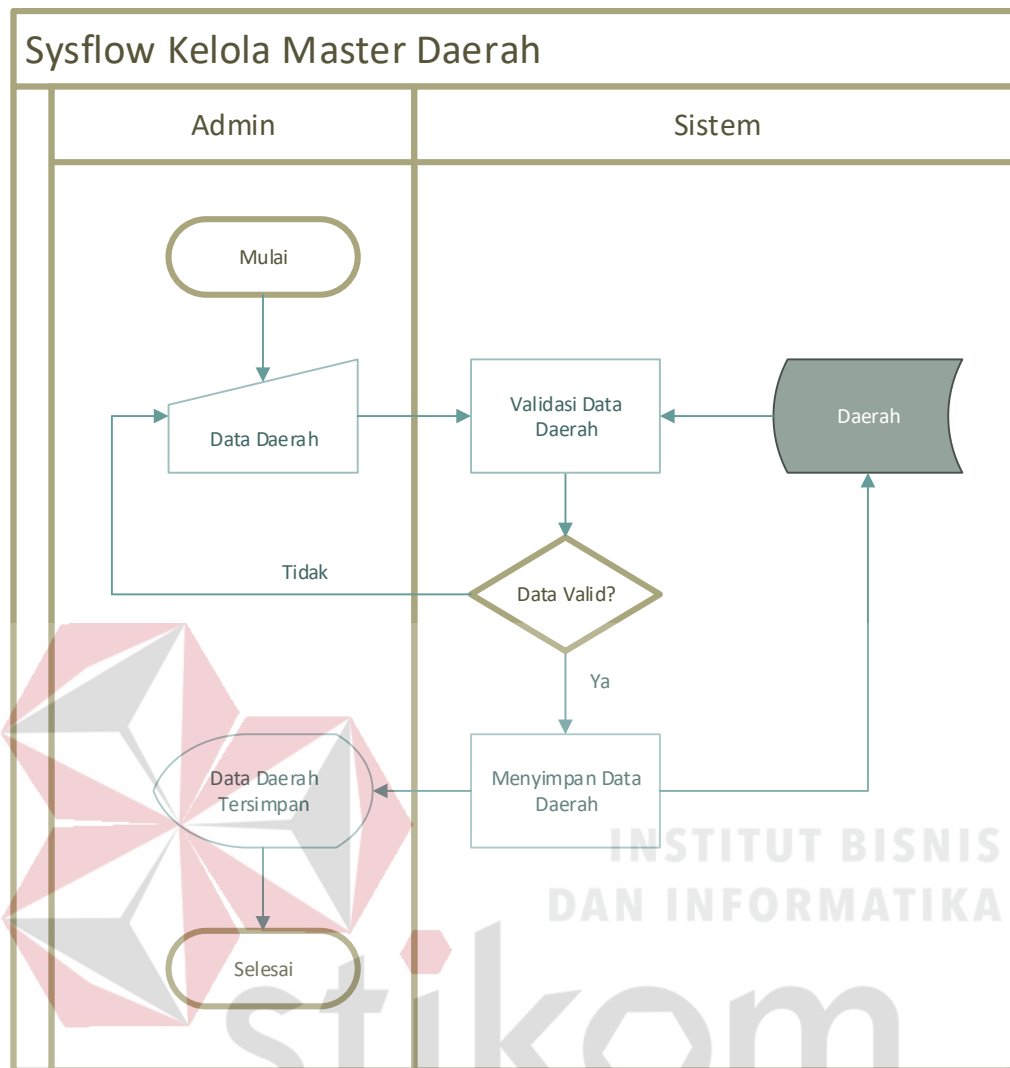 Sysflow Kelola Master Daerah
Admin
Sistem
Mulai
Data Daerah
Validasi Data
Daerah
Daerah
Tidak
Data Valid?
Ya
Data Daerah
Tersimpan
Menyimpan Data
Daerah
INSTITUT BISNIS
DAN INFORMATIKA
Selesai
stikom